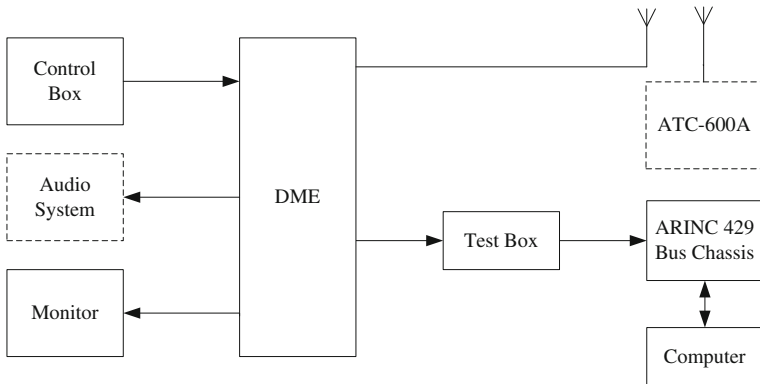 Control
Box
ATC-600A
Audio
System
DME
Test Box
ARINC 429
Bus Chassis
Monitor
Computer